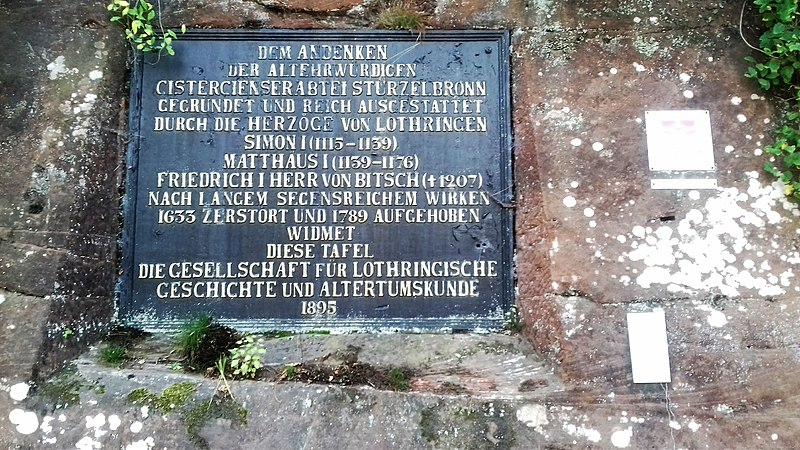 DEM ANDENKEN
DER ALTEHRWÜRDIGEN
CISTERCIENSERABTEI STÜRZELBRONN
GEGRÜNDET UND REICH AUSGESTATTET
DURCH DIE HERZÖGE VON LOTHRINGEN
SIMON I (1115–1139)
MATTHÄUS I (1139–1176)
FRIEDRICH I HERR VON BITSCH († 1207)
NACH LANGEM SEGENSREICHEM WIRKEN
1633 ZERSTÖRT UND 1789 AUFGEHOBEN
WIDMET
DIESE TAFEL
DIE GESELLSCHAFT FÜR LOTHRINGISCHE
GESCHICHTE UND ALTERTUMSKUNDE
1895